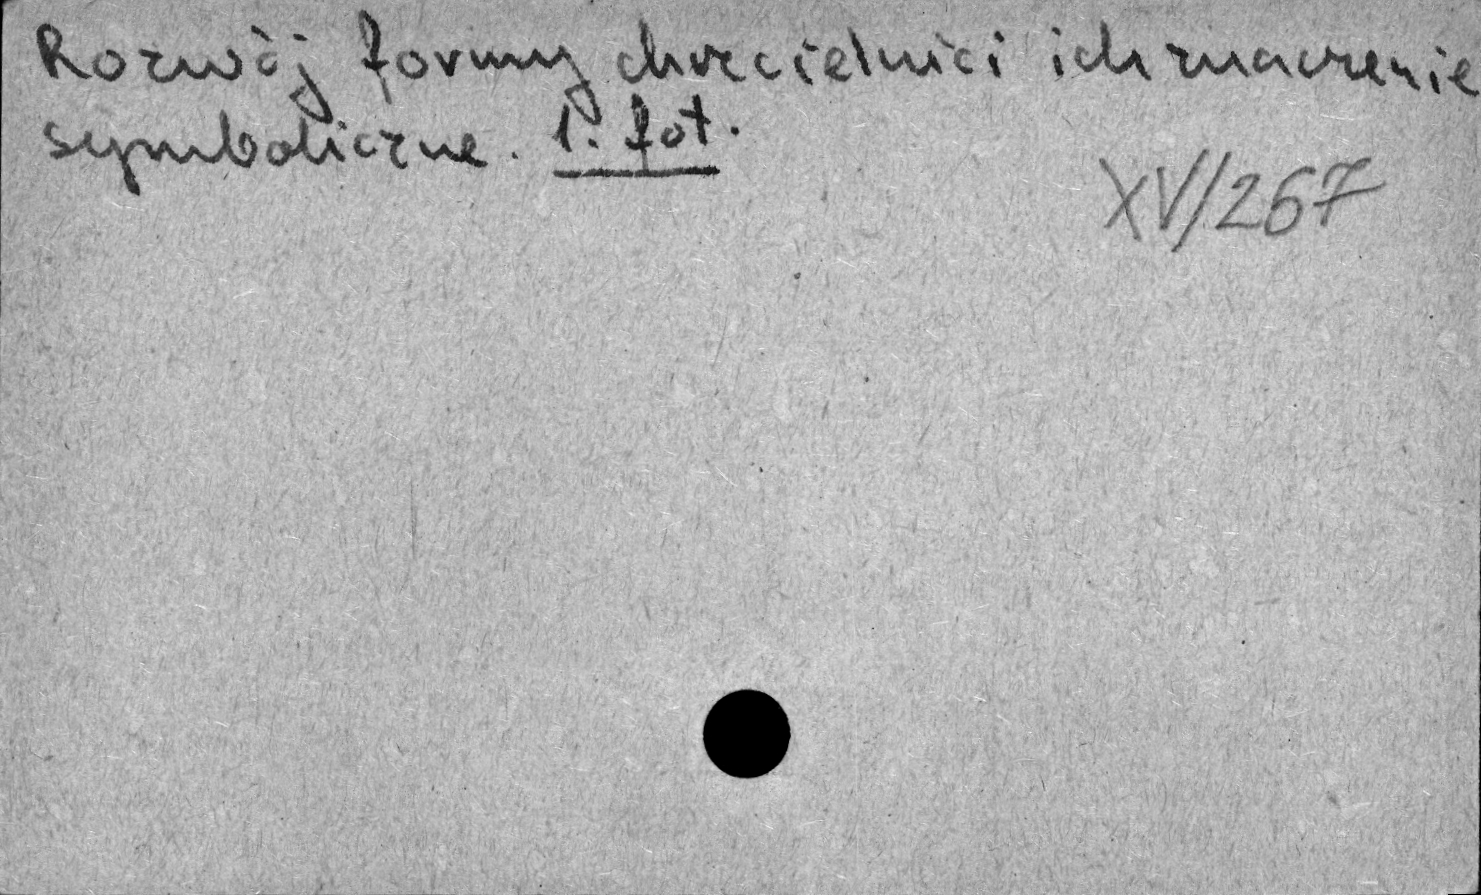 Rozwój formy chrzcielnici ich znaczenie
symboliczne. 1. fot.
XV/267